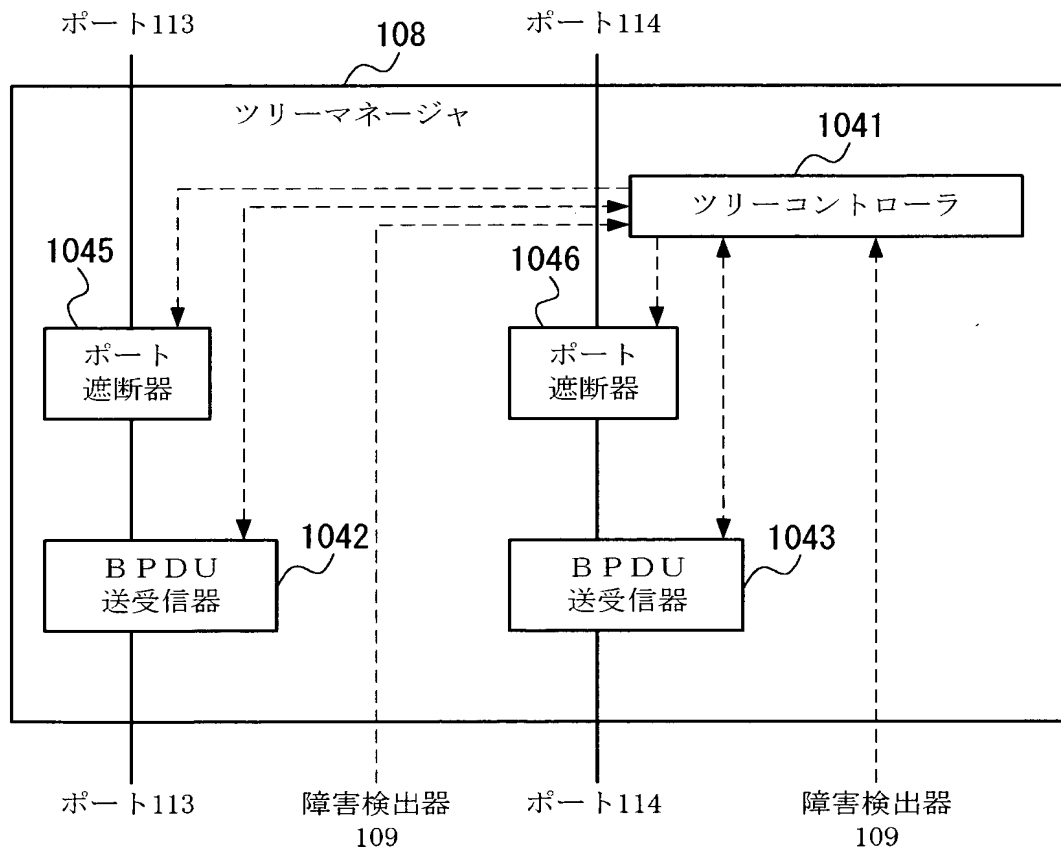 ポート113
ポート114
108
ツリーマネージャ
1041
ツリーコントローラ
1045
ポート
遮断器
1046
ポート
遮断器
1042
BPDU
送受信器
1043
BPDU
送受信器
ポート113
障害検出器
109
ポート114
障害検出器
109